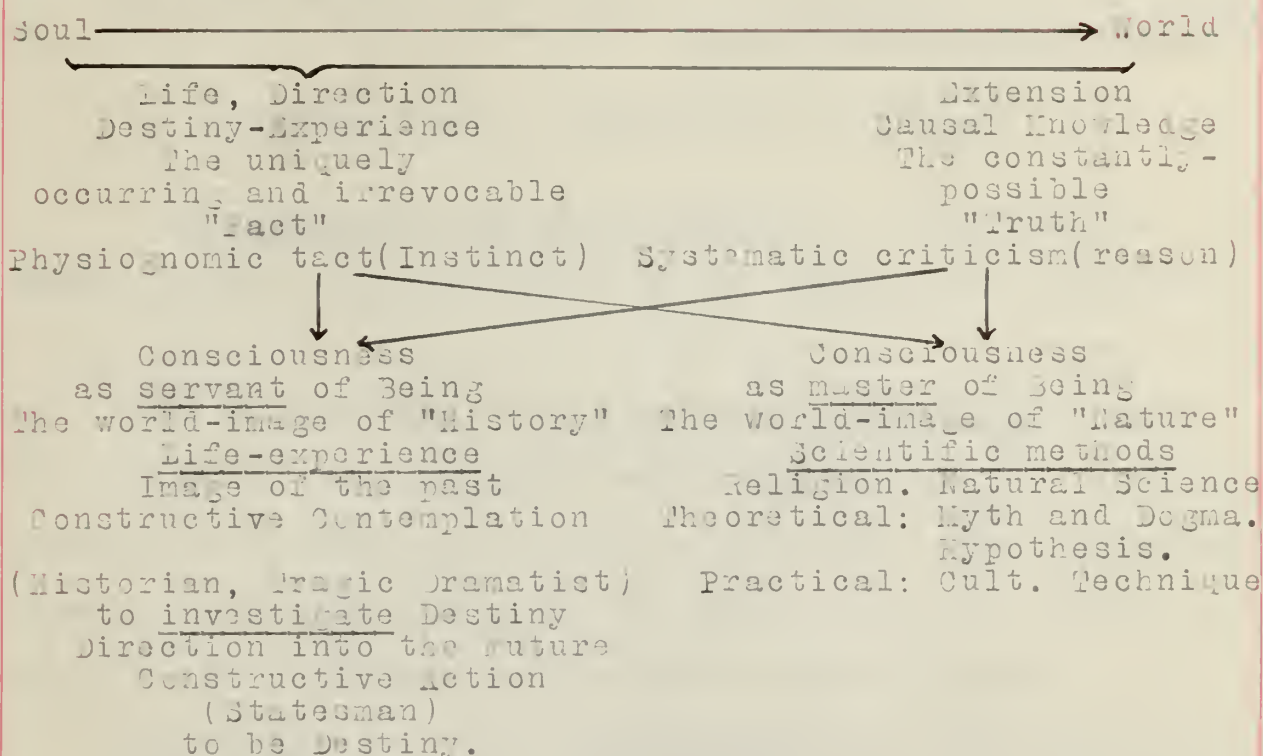 Soul World
Life, Direction
Destiny-Experience
The uniquely
occurring and irrevocable
"Fact"
Physiognomic tact(Instinct)
Extension
Causal Knowledge
The constantly-
possible
"Truth"
Systematic criticism(reason)
Consciousness
as servant of Being
The world-image of "History"
Life-experience
Image of the past
Constructive Contemplation
(Historian, Tragic Dramatist)
to investigate Destiny
Direction into the future
Constructive Action
(Statesman)
to be Destiny.
Consciousness
as master of Being
The world-image of "Nature"
Scientific methods
Religion. Natural Science
Theoretical: Myth and Dogma.
Hypothesis.
Practical: Cult. Technique